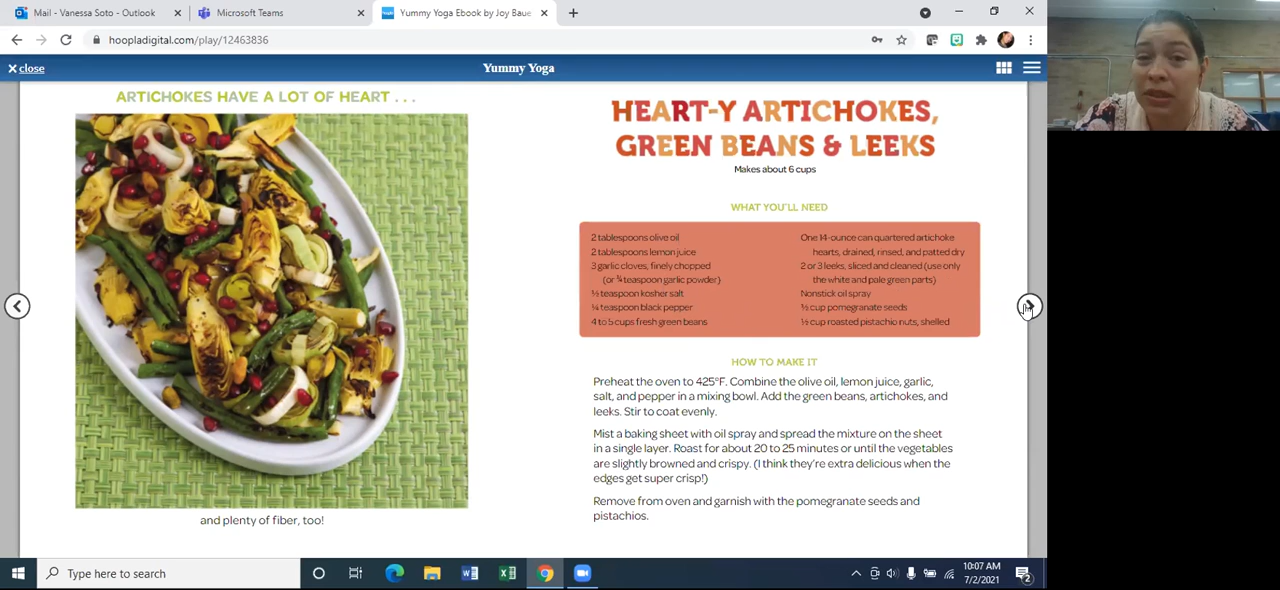 Mail - Vanessa Soto - Outlook
Microsoft Teams
Yummy Yoga Ebook by Joy Baue
hoopladigital.com/play/12463836
close
Yummy Yoga
ARTICHOKES HAVE A LOT OF HEART . . .
and plenty of fiber, too!
HEART-Y ARTICHOKES,
GREEN BEANS & LEEKS
Makes about 6 cups
WHAT YOU'LL NEED
2 tablespoons olive oil
2 tablespoons lemon juice
3 garlic cloves, finely chopped
(or ¾ teaspoon garlic powder)
½ teaspoon kosher salt
¼ teaspoon black pepper
4 to 5 cups fresh green beans
One 14-ounce can quartered artichoke
hearts, drained, rinsed, and patted dry
2 or 3 leeks, sliced and cleaned (use only
the white and pale green parts)
Nonstick oil spray
½ cup pomegranate seeds
½ cup roasted pistachio nuts, shelled
HOW TO MAKE IT
Preheat the oven to 425°F. Combine the olive oil, lemon juice, garlic,
salt, and pepper in a mixing bowl. Add the green beans, artichokes, and
leeks. Stir to coat evenly.
Mist a baking sheet with oil spray and spread the mixture on the sheet
in a single layer. Roast for about 20 to 25 minutes or until the vegetables
are slightly browned and crispy. (I think they're extra delicious when the
edges get super crisp!)
Remove from oven and garnish with the pomegranate seeds and
pistachios.
Type here to search
10:07 AM
7/2/2021
2